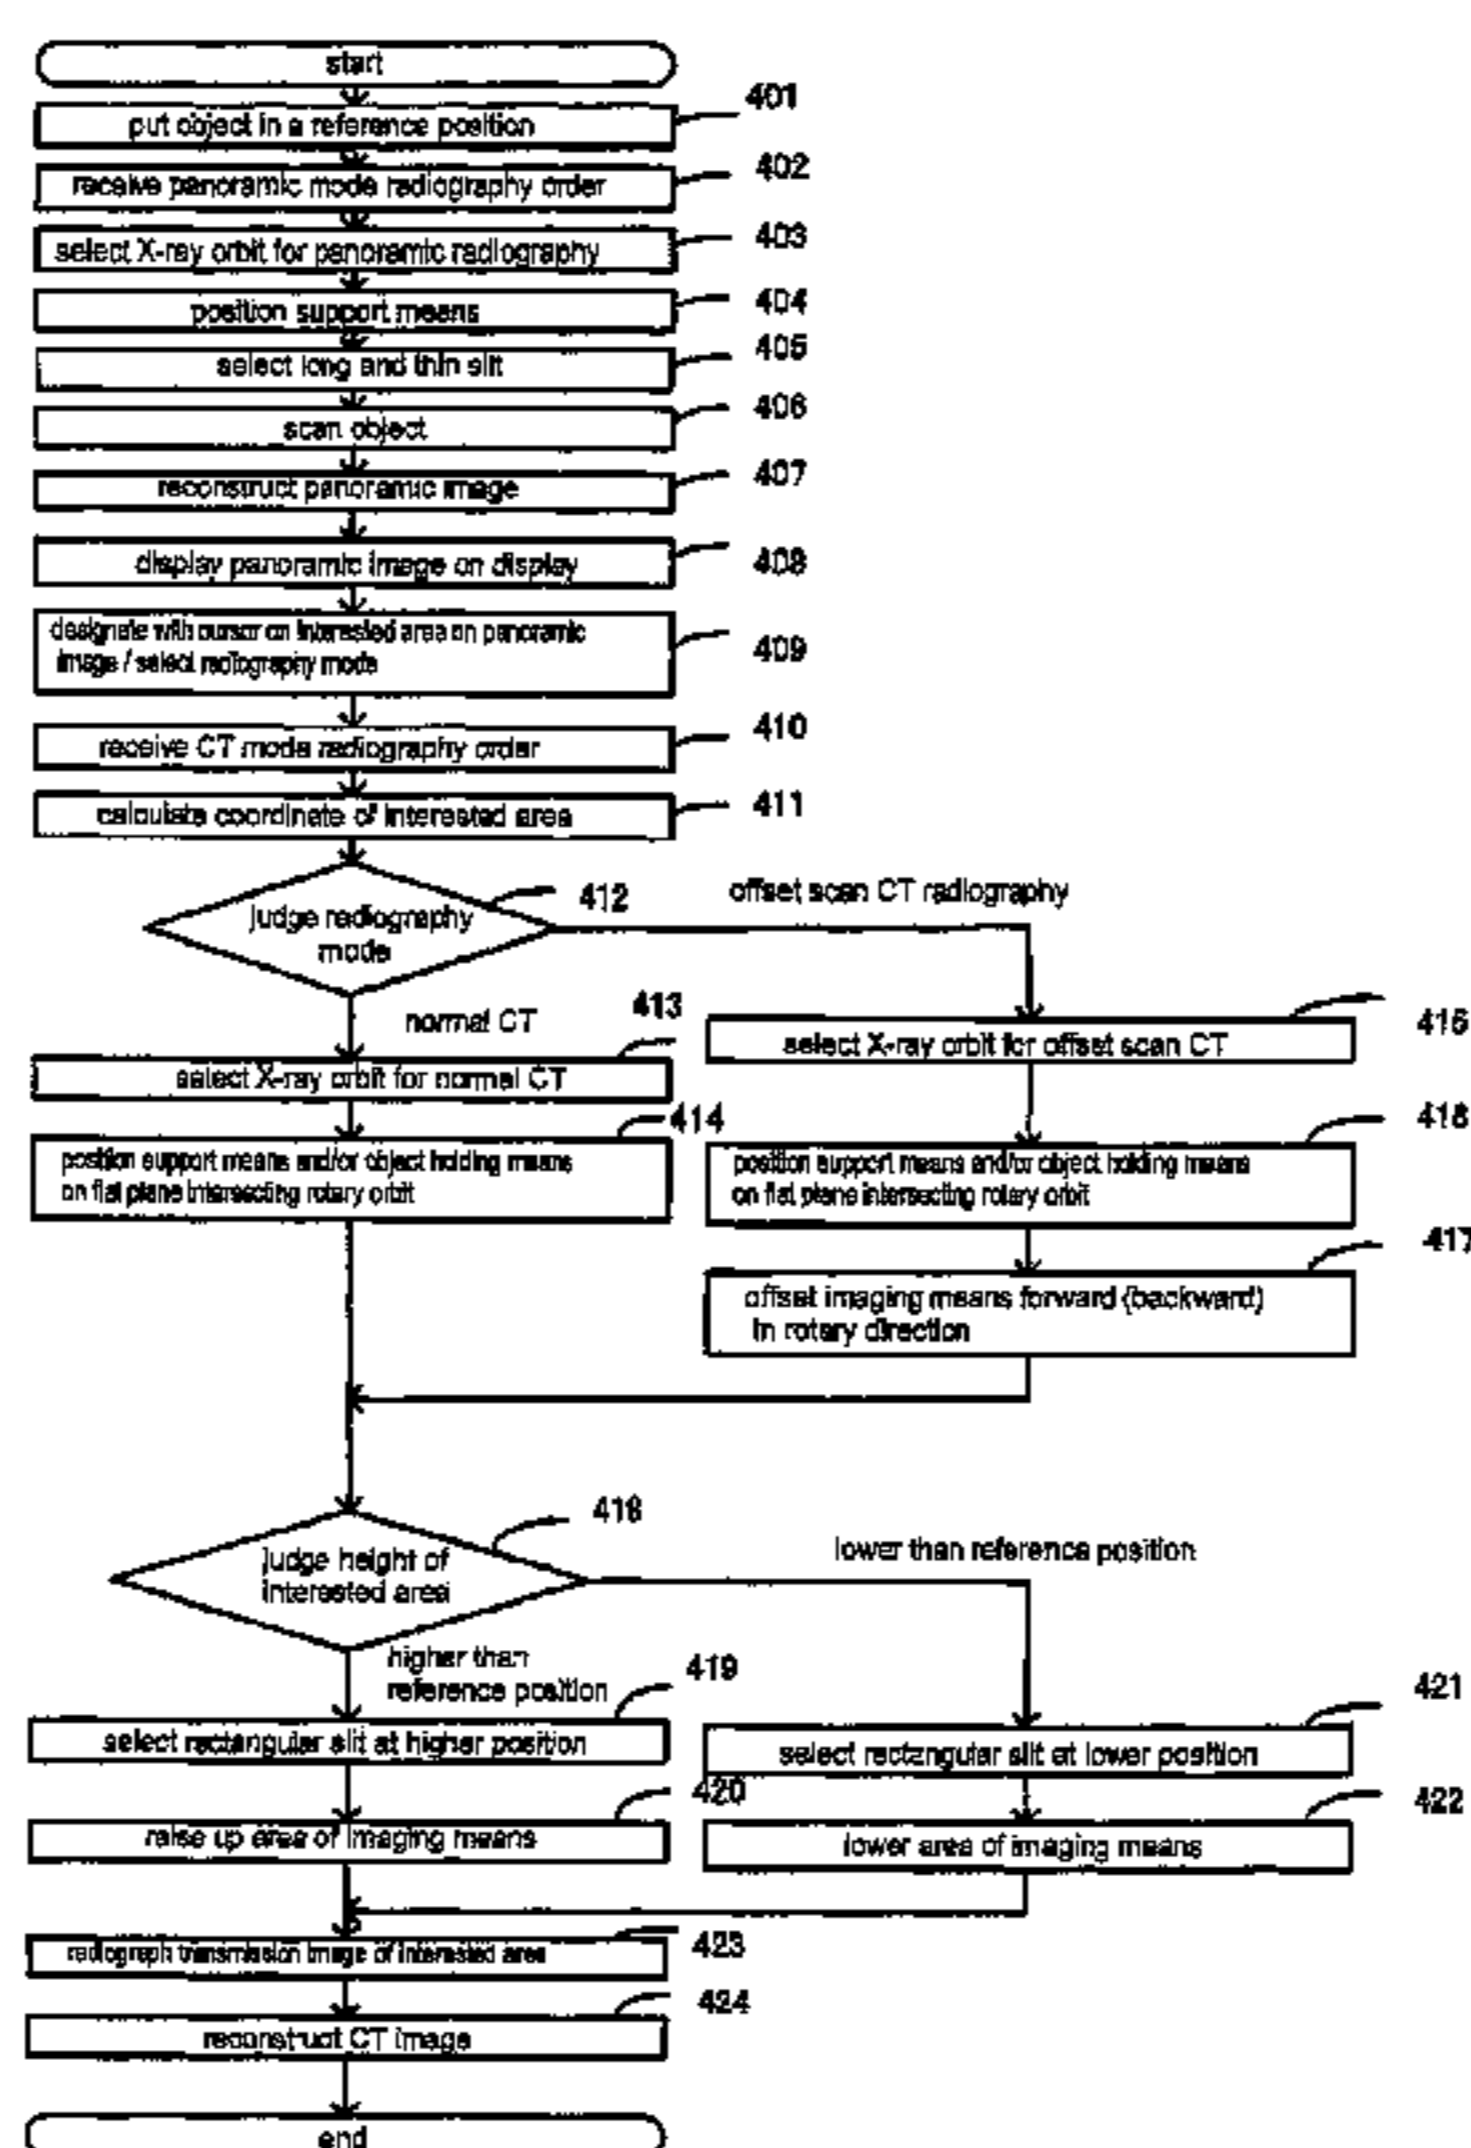 start
401
put object in a reference position
402
receive panoramic mode radiography order
403
select X-ray orbit for panoramic radiography
404
position support means
405
select long and thin slit
406
scan object
407
reconstruct panoramic image
408
display panoramic image on display
409
designate with cursor on interested area on panoramic
image / select radiography mode
410
receive CT mode radiography order
411
calculate coordinate of interested area
412
judge radiography
mode
offset scan CT radiography
normal CT
413
select X-ray orbit for normal CT
415
select X-ray orbit for offset scan CT
414
position support means and/or object holding means
on flat plane intersecting rotary orbit
416
position support means and/or object holding means
on flat plane intersecting rotary orbit
417
offset imaging means forward (backward)
in rotary direction
418
judge height of
interested area
lower than reference position
higher than
reference position
419
select rectangular slit at higher position
421
select rectangular slit at lower position
420
raise up area of imaging means
422
lower area of imaging means
423
radiograph transmission image of interested area
424
reconstruct CT image
end